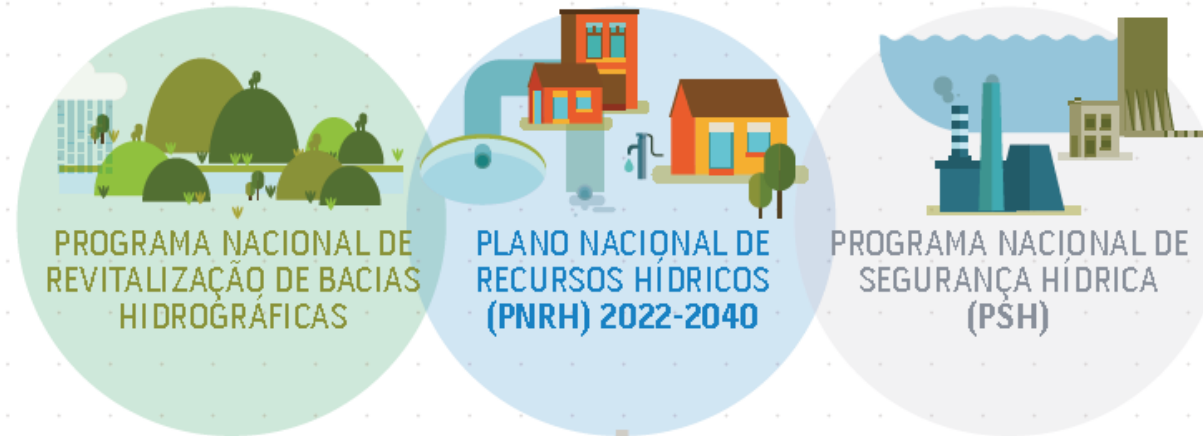 PROGRAMA NACIONAL DE
REVITALIZAÇÃO DE BACIAS
HIDROGRÁFICAS
PLANO NACIONAL DE
RECURSOS HÍDRICOS
(PNRH) 2022-2040
PROGRAMA NACIONAL DE
SEGURANÇA HÍDRICA
(PSH)